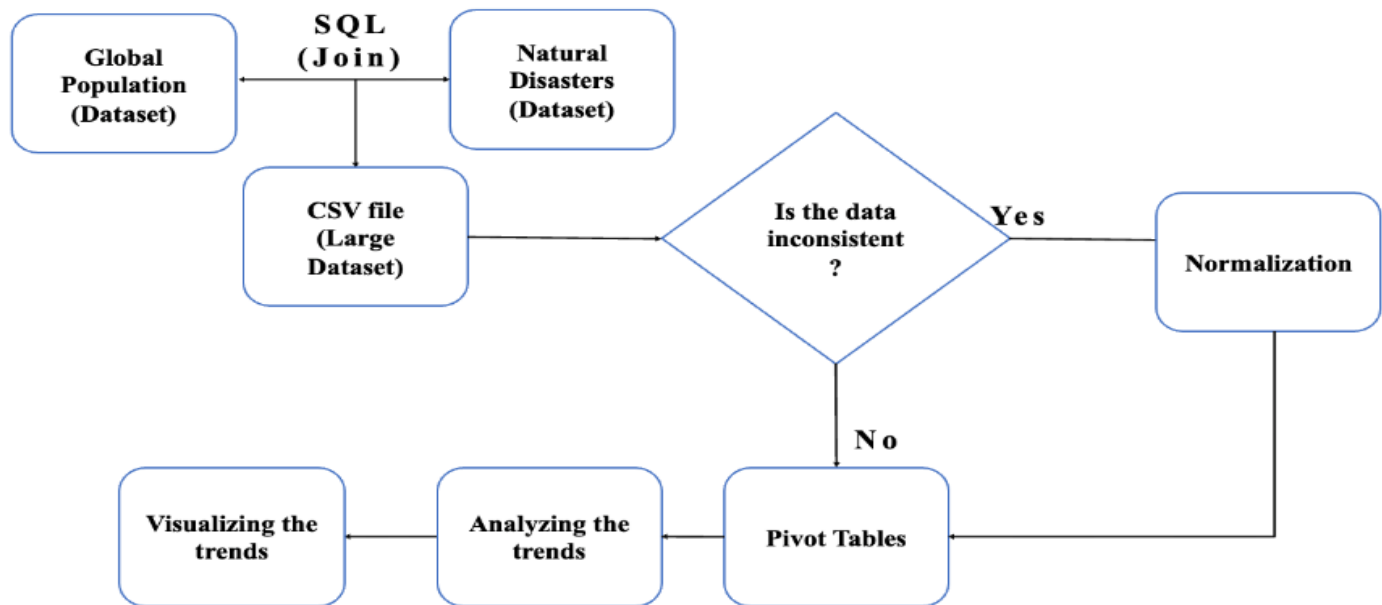 Global
Population
(Dataset)
SQL
(Join)
Natural
Disasters
(Dataset)
CSV file
(Large
Dataset)
Is the data
inconsistent
?
Yes
Normalization
No
Visualizing the
trends
Analyzing the
trends
Pivot Tables